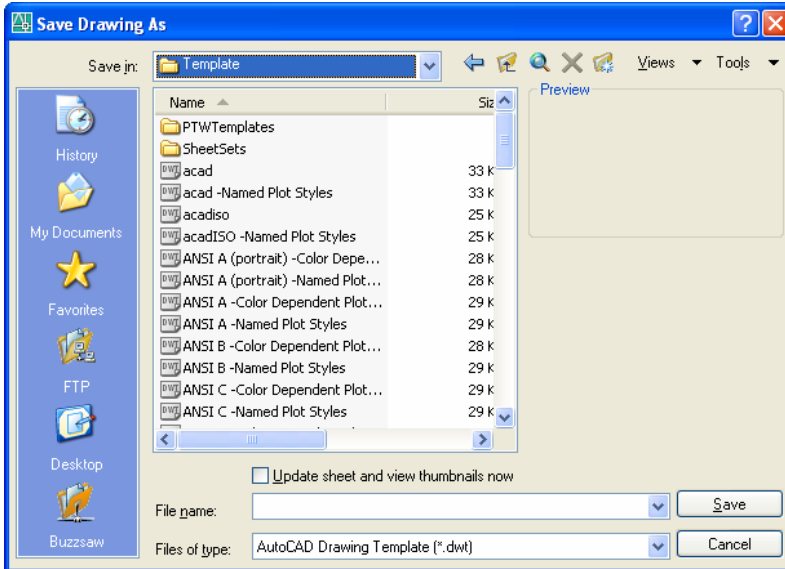 Save Drawing As
Save in: Template Views Tools
History
My Documents
Favorites
FTP
Desktop
Buzzsaw
Name Siz
PTWTemplates
SheetSets
acad 33 K
acad -Named Plot Styles 33 K
acadiso 25 K
acadISO -Named Plot Styles 25 K
ANSI A (portrait) -Color Depe... 28 K
ANSI A (portrait) -Named Plot... 28 K
ANSI A -Color Dependent Plot... 29 K
ANSI A -Named Plot Styles 29 K
ANSI B -Color Dependent Plot... 28 K
ANSI B -Named Plot Styles 29 K
ANSI C -Color Dependent Plot... 29 K
ANSI C -Named Plot Styles 29 K
Preview
Update sheet and view thumbnails now
File name: Save
Files of type: AutoCAD Drawing Template (*.dwt) Cancel